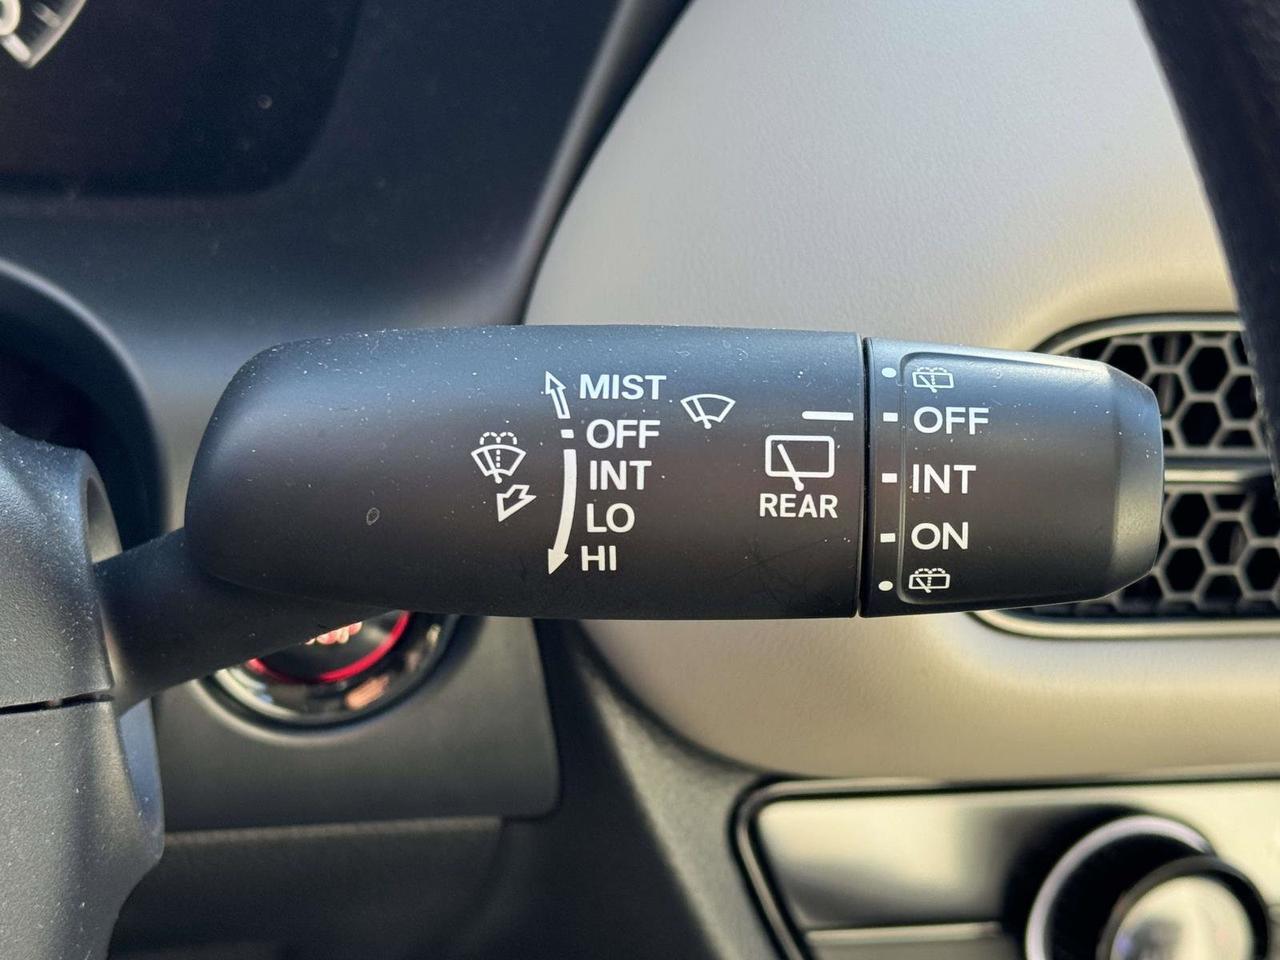 MIST
OFF
INT
LO
HI
REAR
OFF
INT
ON